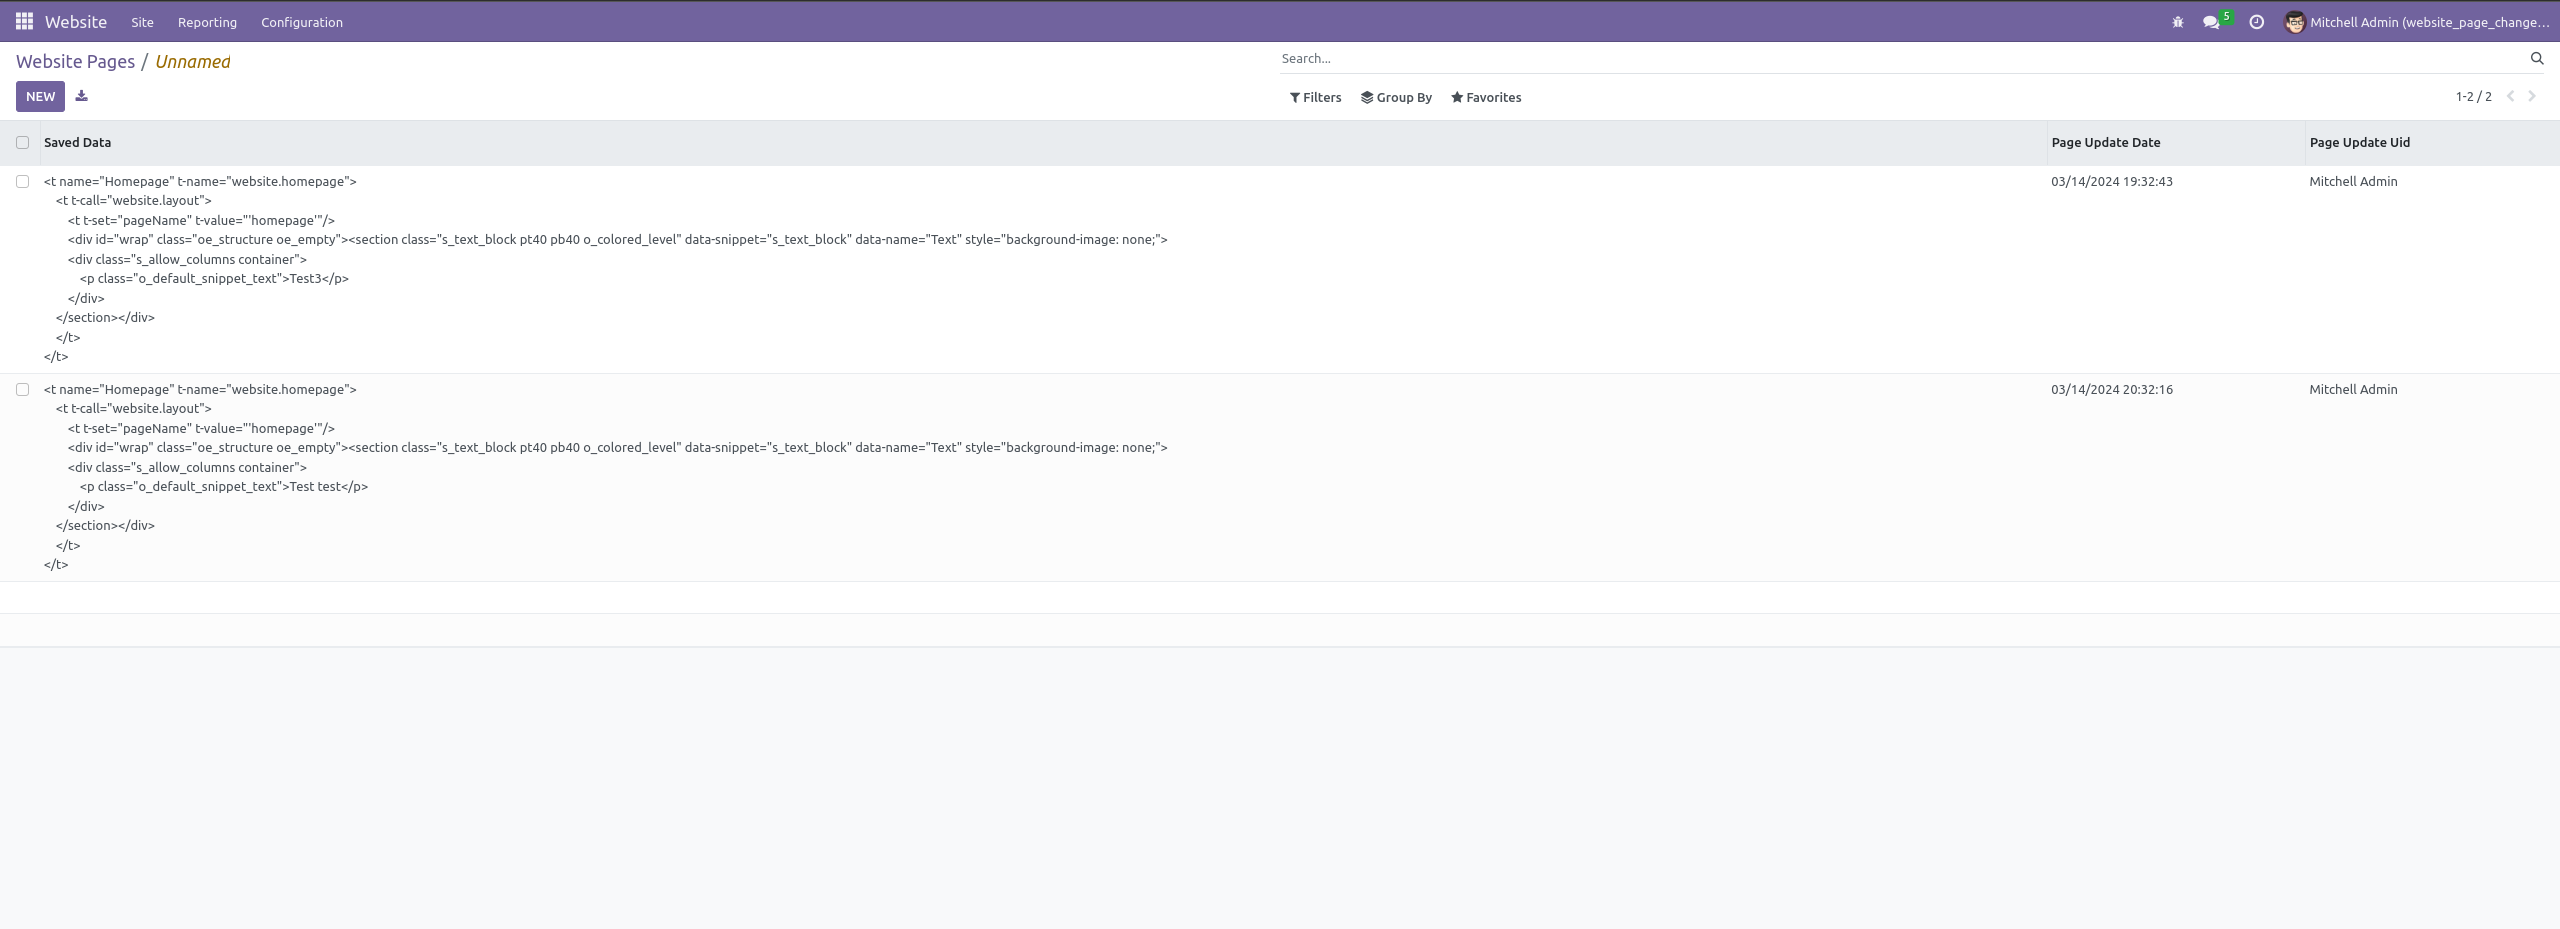 Website Site Reporting Configuration 5 Mitchell Admin (website_page_change...
Website Pages / Unnamed Search...
NEW Filters Group By Favorites 1-2 / 2
Saved Data Page Update Date Page Update Uid
<t name="Homepage" t-name="website.homepage"> 03/14/2024 19:32:43 Mitchell Admin
<t t-call="website.layout">
<t t-set="pageName" t-value="'homepage'"/>
<div id="wrap" class="oe_structure oe_empty"><section class="s_text_block pt40 pb40 o_colored_level" data-snippet="s_text_block" data-name="Text" style="background-image: none;">
<div class="s_allow_columns container">
<p class="o_default_snippet_text">Test3</p>
</div>
</section></div>
</t>
</t>
<t name="Homepage" t-name="website.homepage"> 03/14/2024 20:32:16 Mitchell Admin
<t t-call="website.layout">
<t t-set="pageName" t-value="'homepage'"/>
<div id="wrap" class="oe_structure oe_empty"><section class="s_text_block pt40 pb40 o_colored_level" data-snippet="s_text_block" data-name="Text" style="background-image: none;">
<div class="s_allow_columns container">
<p class="o_default_snippet_text">Test test</p>
</div>
</section></div>
</t>
</t>